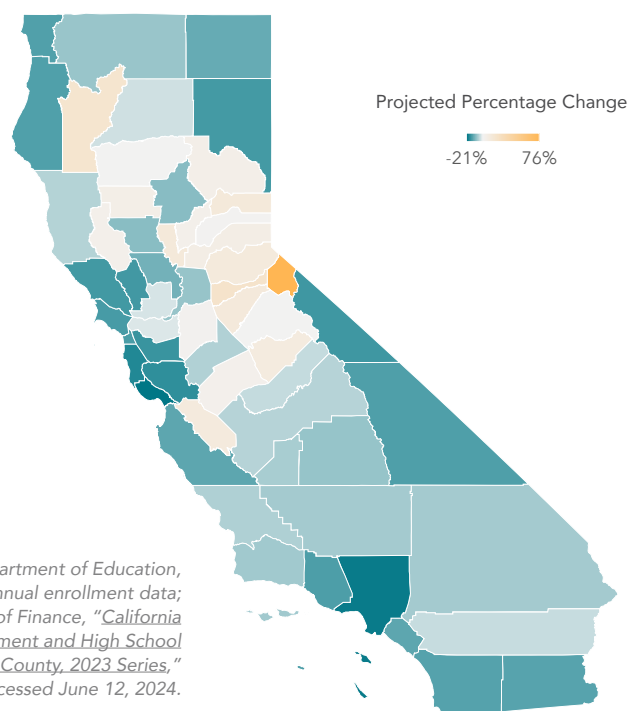 Projected Percentage Change
-21% 76%
artment of Education,
nnual enrollment data;
of Finance, “California
ment and High School
County, 2023 Series,”
cessed June 12, 2024.